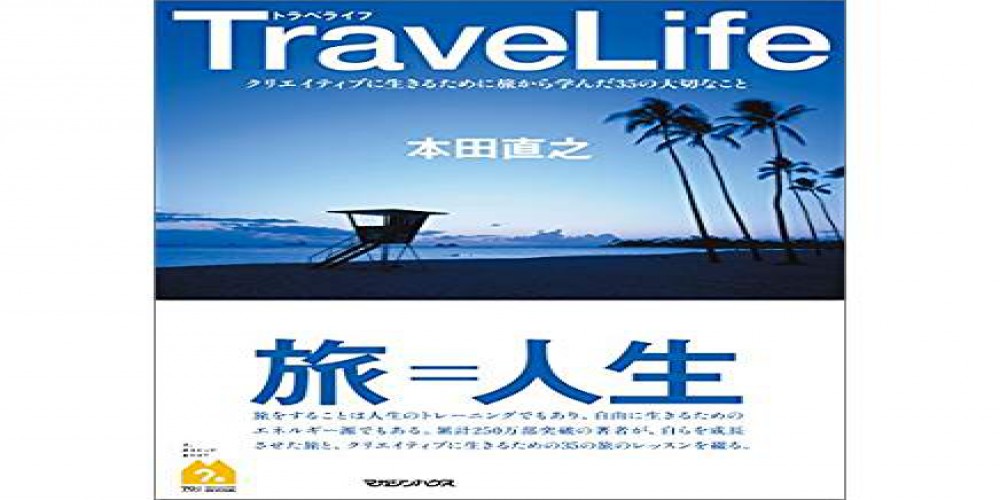 トラベライフ
TraveLife
クリエイティブに生きるために旅から学んだ35の大切なこと
本田直之
旅=人生
旅をすることは人生のトレーニングでもあり、自由に生きるための
エネルギー源でもある。累計250万部突破の著者が、自らを成長
させた旅と、クリエイティブに生きるための35の旅のレッスンを綴る。
マガジンハウス